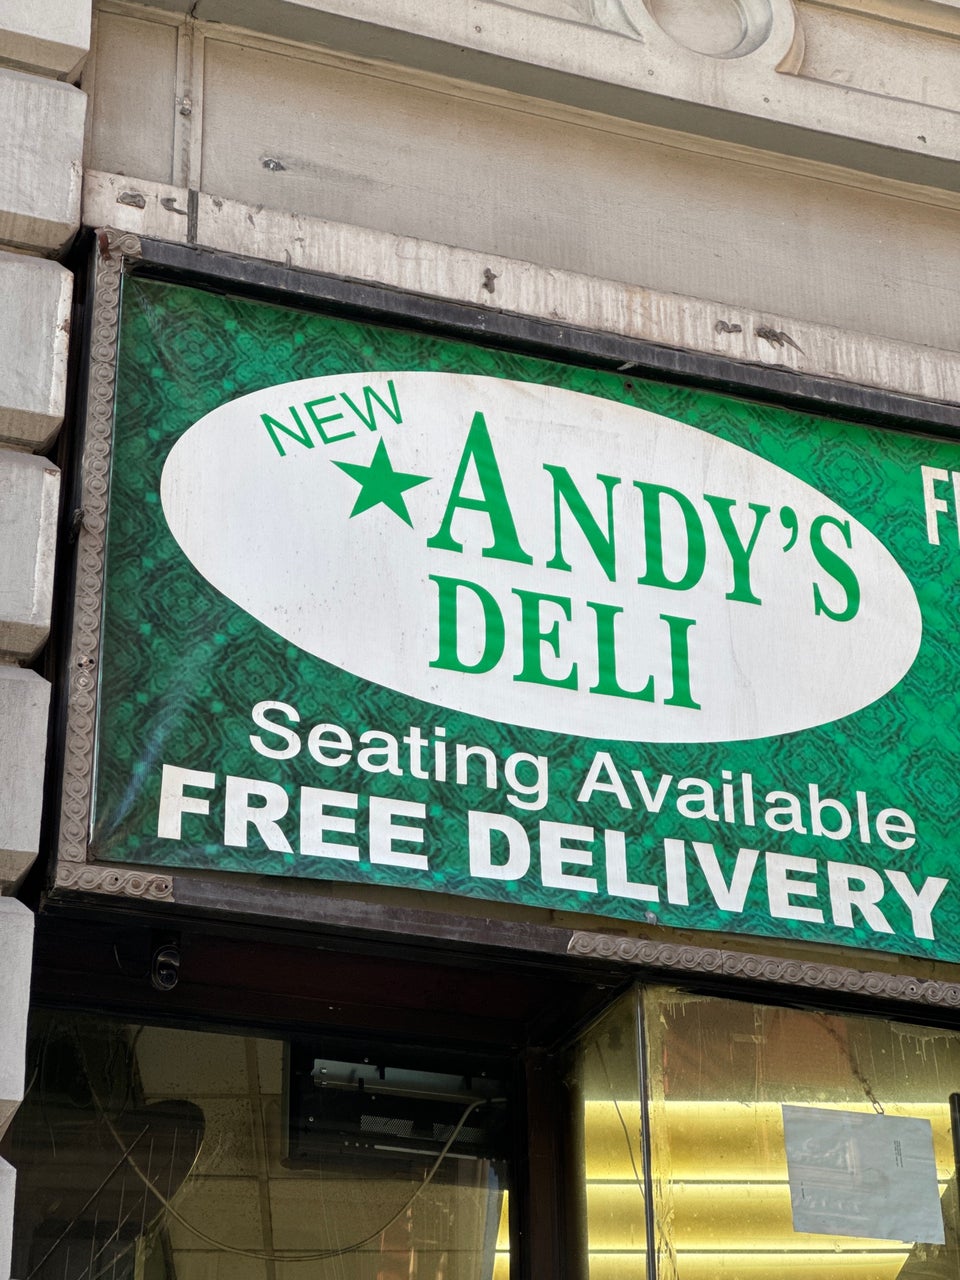 NEW
ANDY'S
DELI
Seating Available
FREE DELIVERY